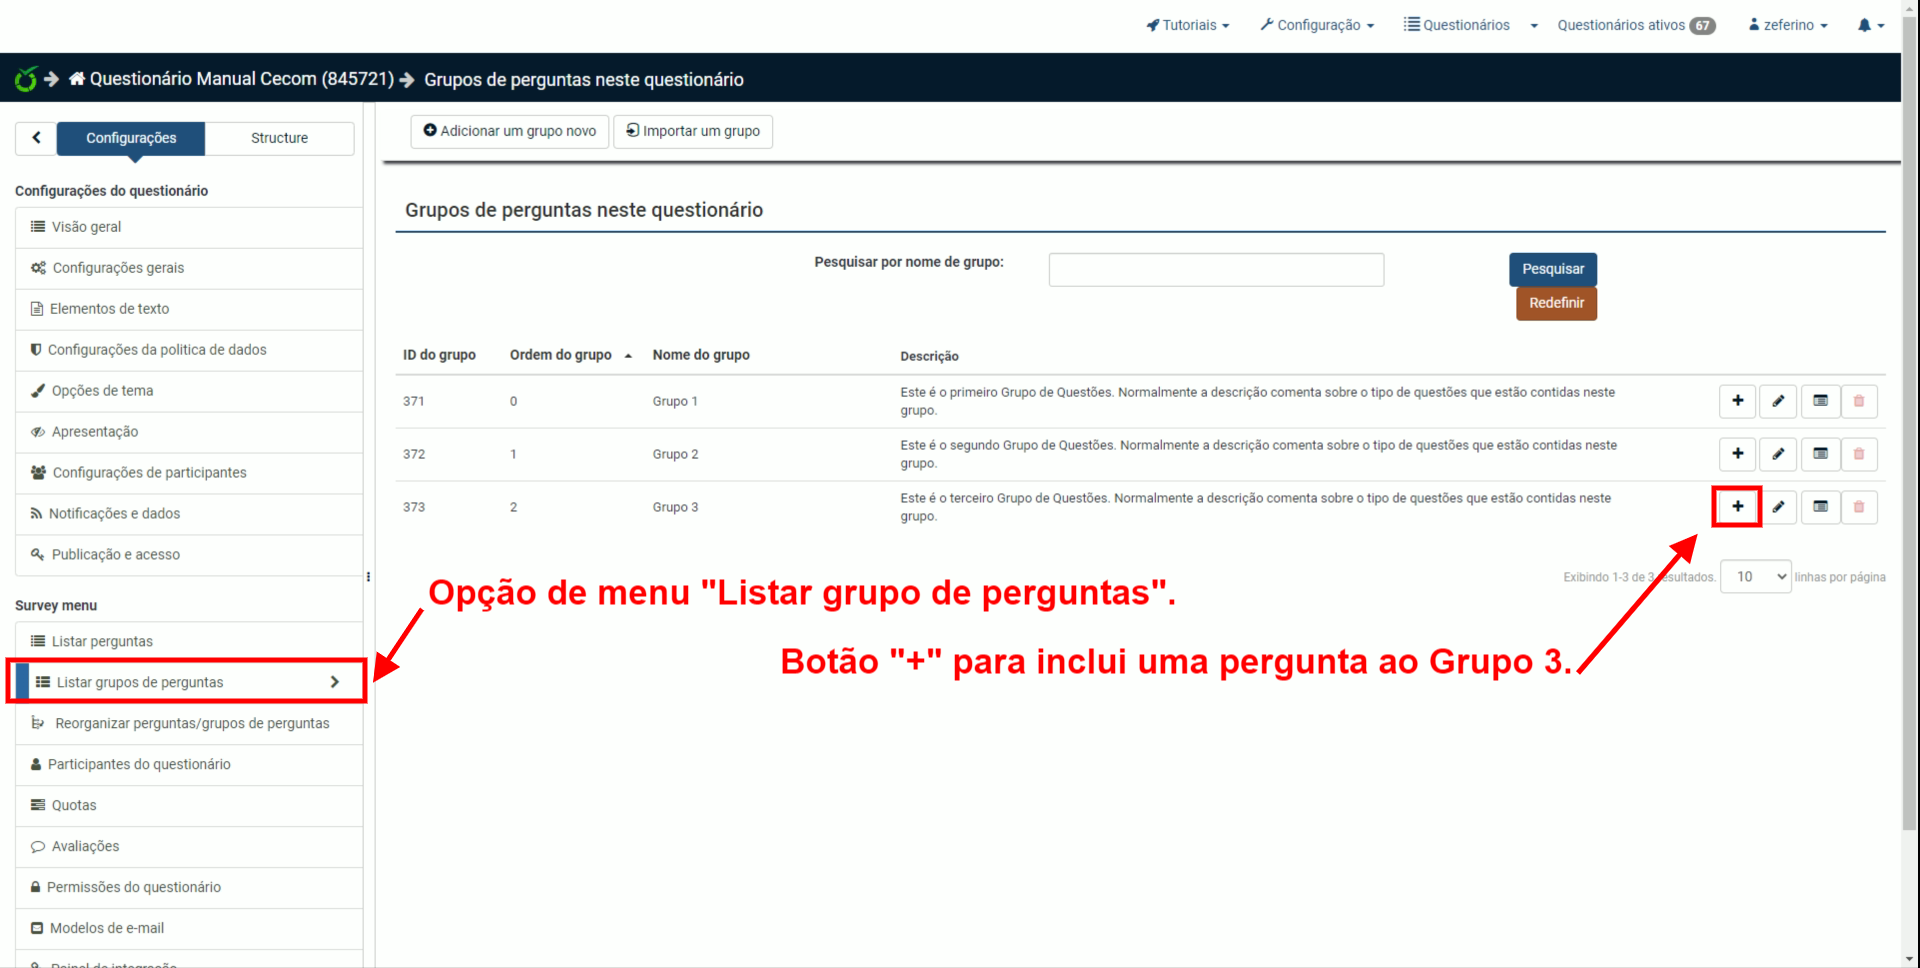 Tutoriais
Configuração
Questionários
Questionários ativos 67
zeferino
Questionário Manual Cecom (845721)
Grupos de perguntas neste questionário
Configurações
Structure
Adicionar um grupo novo
Importar um grupo
Configurações do questionário
Visão geral
Configurações gerais
Elementos de texto
Configurações da politica de dados
Opções de tema
Apresentação
Configurações de participantes
Notificações e dados
Publicação e acesso
Survey menu
Listar perguntas
Listar grupos de perguntas
Reorganizar perguntas/grupos de perguntas
Participantes do questionário
Quotas
Avaliações
Permissões do questionário
Modelos de e-mail
Painel de integração
Grupos de perguntas neste questionário
Pesquisar por nome de grupo:
Pesquisar
Redefinir
ID do grupo Ordem do grupo Nome do grupo Descrição
371 0 Grupo 1 Este é o primeiro Grupo de Questões. Normalmente a descrição comenta sobre o tipo de questões que estão contidas neste
grupo.
372 1 Grupo 2 Este é o segundo Grupo de Questões. Normalmente a descrição comenta sobre o tipo de questões que estão contidas neste
grupo.
373 2 Grupo 3 Este é o terceiro Grupo de Questões. Normalmente a descrição comenta sobre o tipo de questões que estão contidas neste
grupo.
Exibindo 1-3 de 3 resultados. 10 linhas por página
Opção de menu "Listar grupo de perguntas".
Botão "+" para inclui uma pergunta ao Grupo 3.